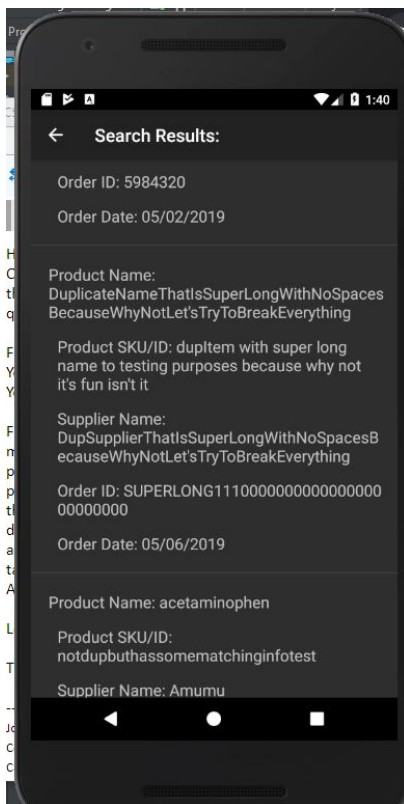 1:40
Search Results:
Order ID: 5984320
Order Date: 05/02/2019
Product Name:
DuplicateNameThatIsSuperLongWithNoSpaces
BecauseWhyNotLet'sTryToBreakEverything
Product SKU/ID: dupItem with super long
name to testing purposes because why not
it's fun isn't it
Supplier Name:
DupSupplierThatIsSuperLongWithNoSpacesB
ecauseWhyNotLet'sTryToBreakEverything
Order ID: SUPERLONG1110000000000000000
00000000
Order Date: 05/06/2019
Product Name: acetaminophen
Product SKU/ID:
notdupbuthassomematchinginfotest
Supplier Name: Amumu